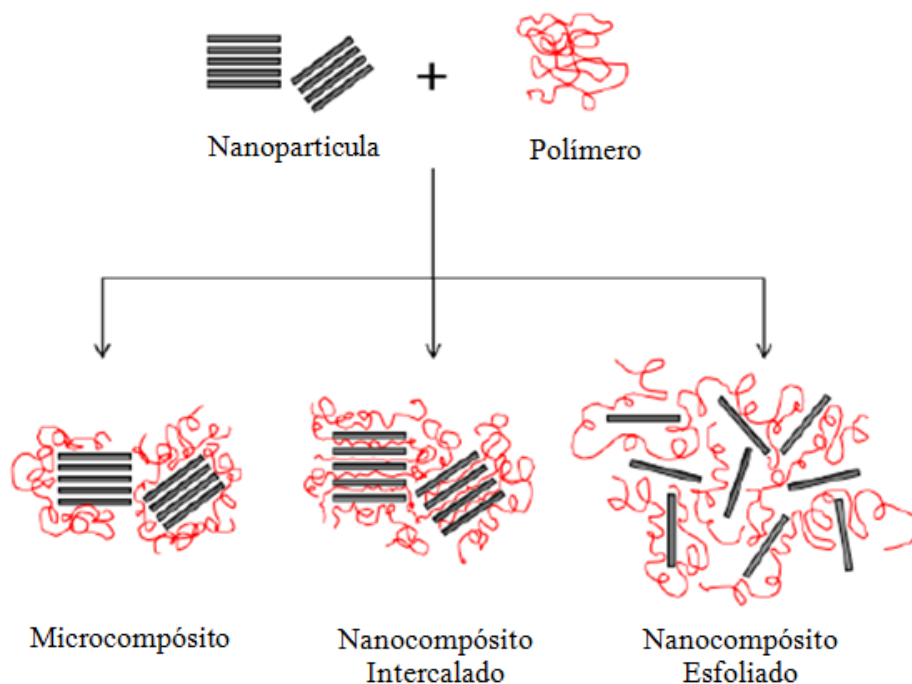 +
Nanoparticula
Polímero
Microcompósito
Nanocompósito
Intercalado
Nanocompósito
Esfoliado